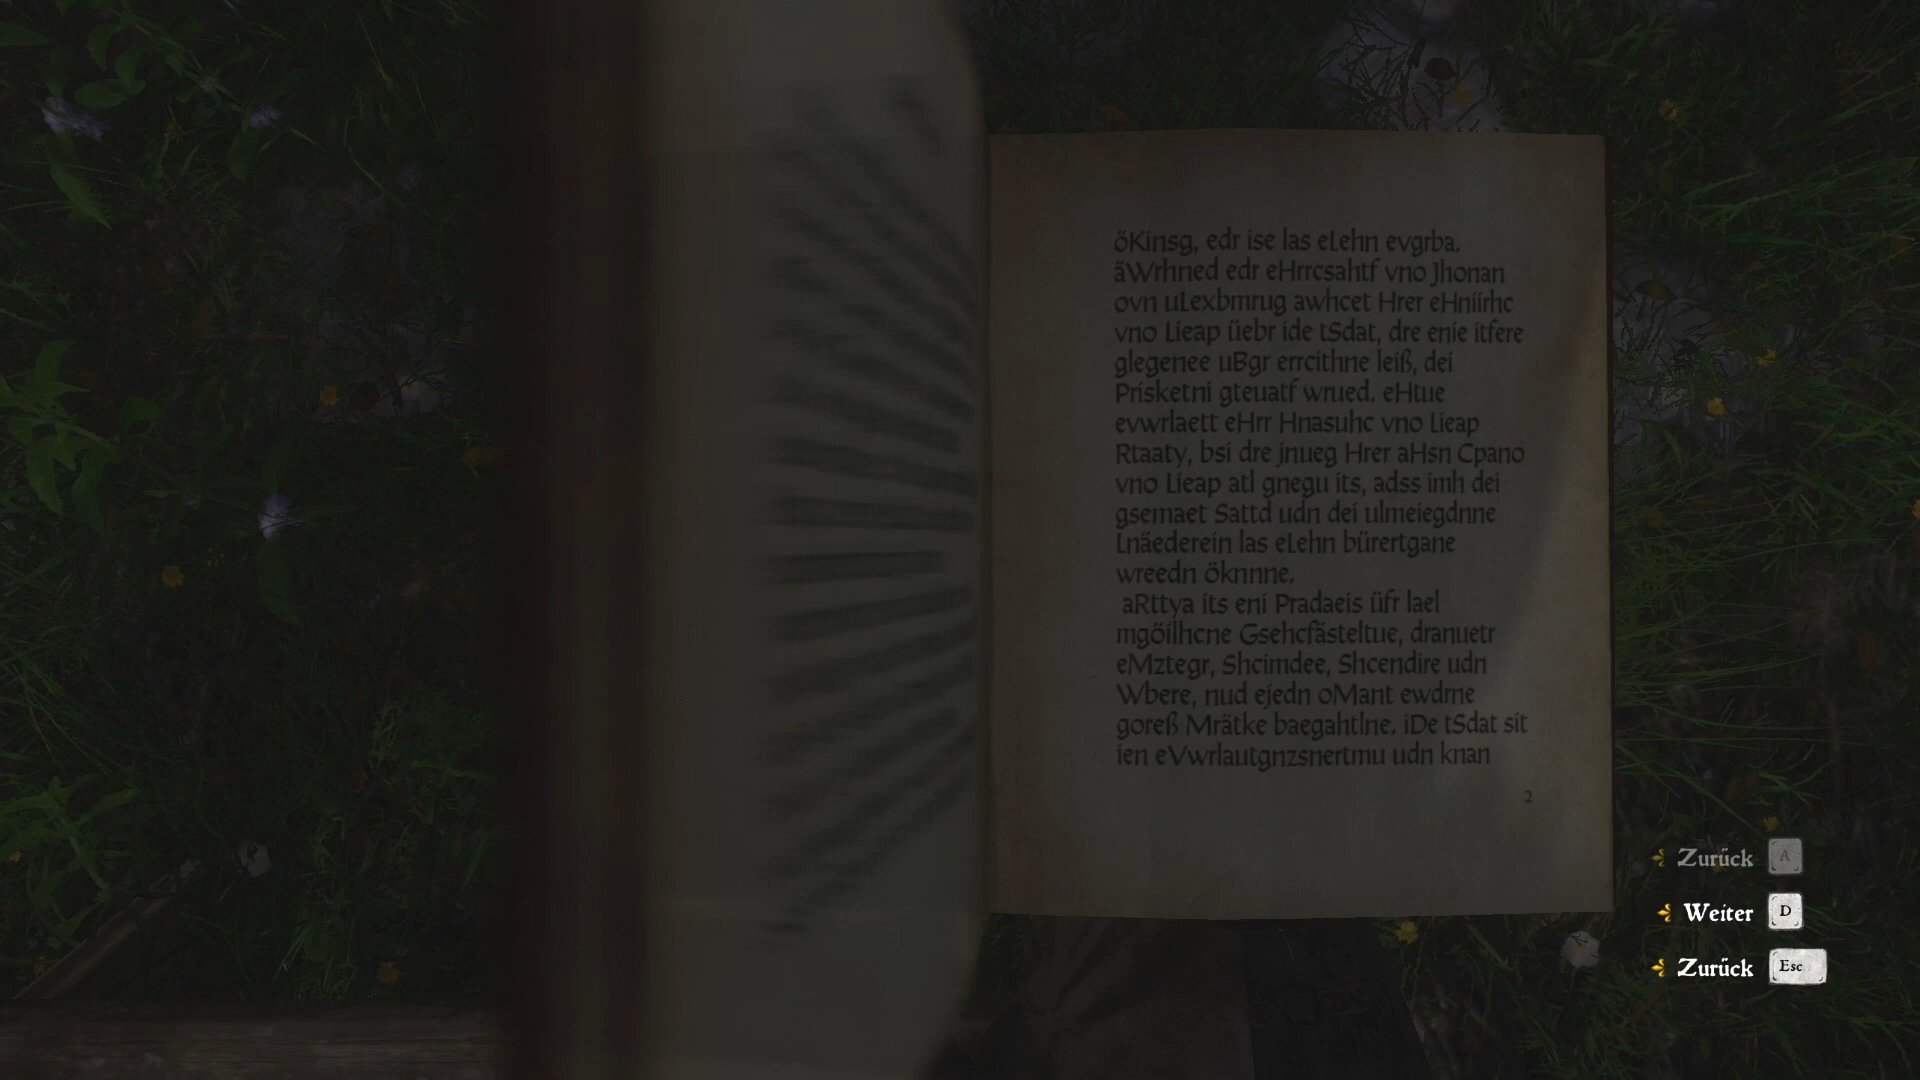 öKinsg, edr ise las eLehn evgrba.
äWrhned edr eHrrcsahtf vno Jhonan
ovn uLexbmrug awhcet Hrer eHniirhc
vno Lieap üebr ide tSdat, dre enie itfere
glegenee uBgr errcithne leiß, dei
Prisketni gteuatf wrued. eHtue
evwrlaett eHrr Hnasuhc vno Lieap
Rtaaty, bsi dre jnueg Hrer aHsn Cpano
vno Lieap atl gnegu its, adss imh dei
gsemaet Sattd udn dei ulmeiegdnne
Lnäederein las eLehn bürertgane
wreedn öknnne.
aRttya its eni Pradaeis üfr lael
mgöilhcne Gsehcfästeltue, dranuetr
eMztegr, Shcimdee, Shcendire udn
Wbere, nud ejedn oMant ewdrne
goreß Mrätke baegahtlne. iDe tSdat sit
ien eVwrlautgnzsnertmu udn knan
2
Zurück A
Weiter D
Zurück Esc